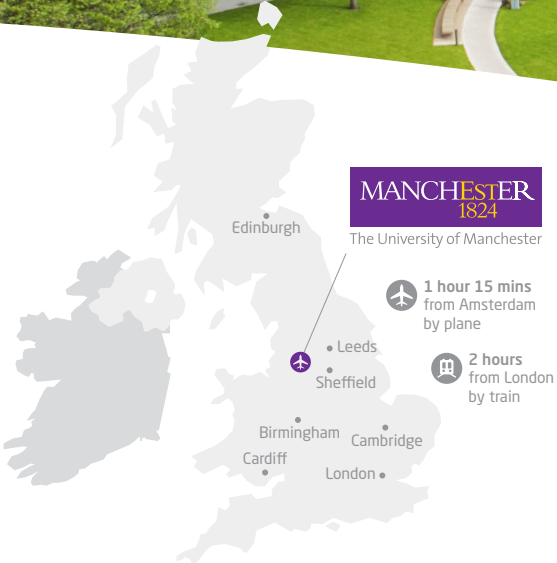 MANCHESTER
1824
The University of Manchester
Edinburgh
1 hour 15 mins
from Amsterdam
by plane
Leeds
2 hours
from London
by train
Sheffield
Birmingham
Cambridge
Cardiff
London